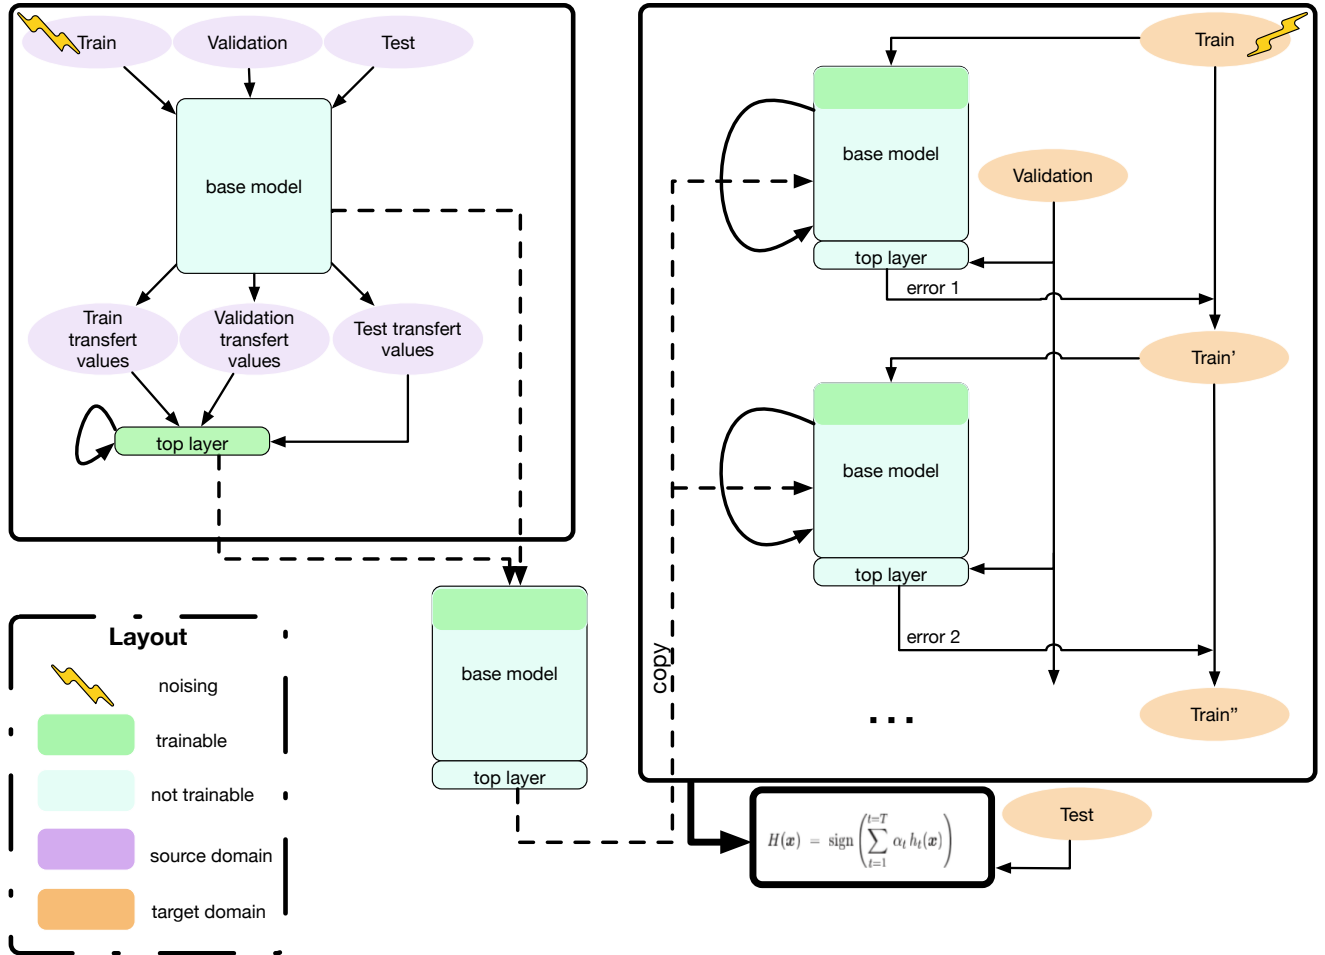 Train
Validation
Test
base model
Train
transfert
values
Validation
transfert
values
Test transfert
values
top layer
base model
top layer
copy
Layout
noising
trainable
not trainable
source domain
target domain
Train
base model
Validation
top layer
error 1
Train’
base model
top layer
error 2
...
Train”
H(x) = sign(∑_{t=1}^{t=T} α_t h_t(x))
Test